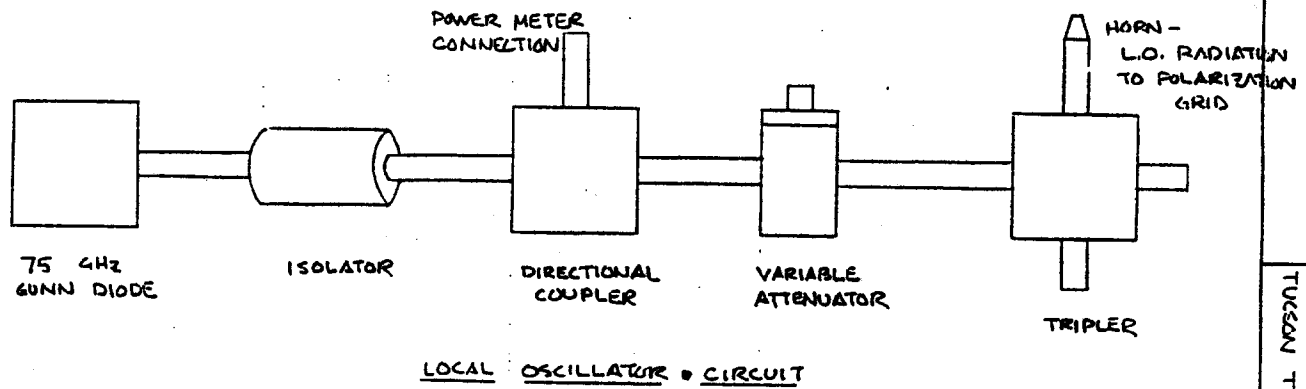 POWER METER
CONNECTION
HORN -
L.O. RADIATION
TO POLARIZATION
GRID
75 GHz
GUNN DIODE
ISOLATOR
DIRECTIONAL
COUPLER
VARIABLE
ATTENUATOR
TRIPLER
LOCAL OSCILLATOR • CIRCUIT
TUCSON T